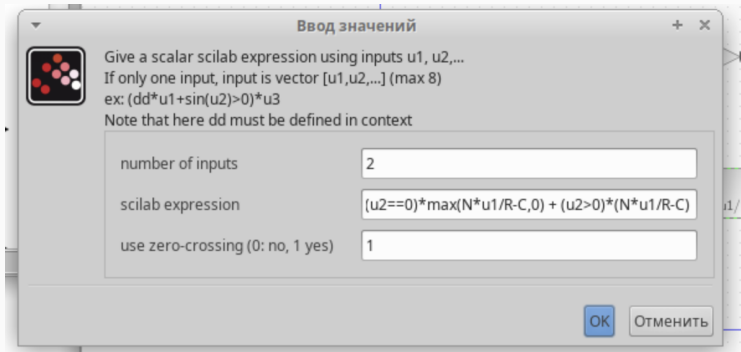 Ввод значений
Give a scalar scilab expression using inputs u1, u2,...
If only one input, input is vector [u1,u2,...] (max 8)
ex: (dd*u1+sin(u2)>0)*u3
Note that here dd must be defined in context
number of inputs 2
scilab expression (u2==0)*max(N*u1/R-C,0) + (u2>0)*(N*u1/R-C)
use zero-crossing (0: no, 1 yes) 1
OK Отменить